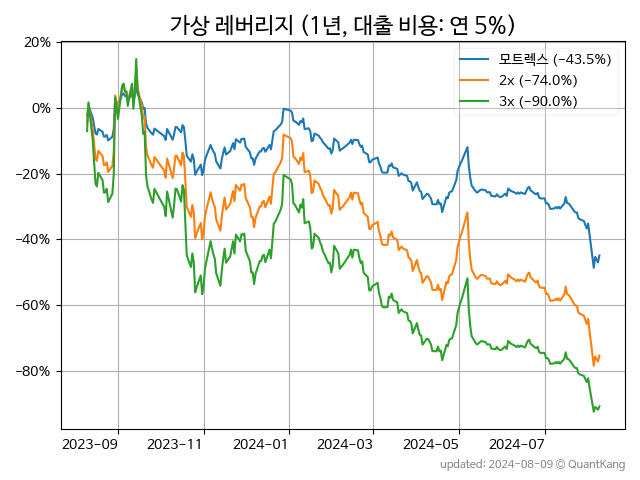 가상 레버리지 (1년, 대출 비용: 연 5%)
모트렉스 (−43.5%)
2x (−74.0%)
3x (−90.0%)
20%
0%
−20%
−40%
−60%
−80%
2023-09 2023-11 2024-01 2024-03 2024-05 2024-07
updated: 2024-08-09 © QuantKang